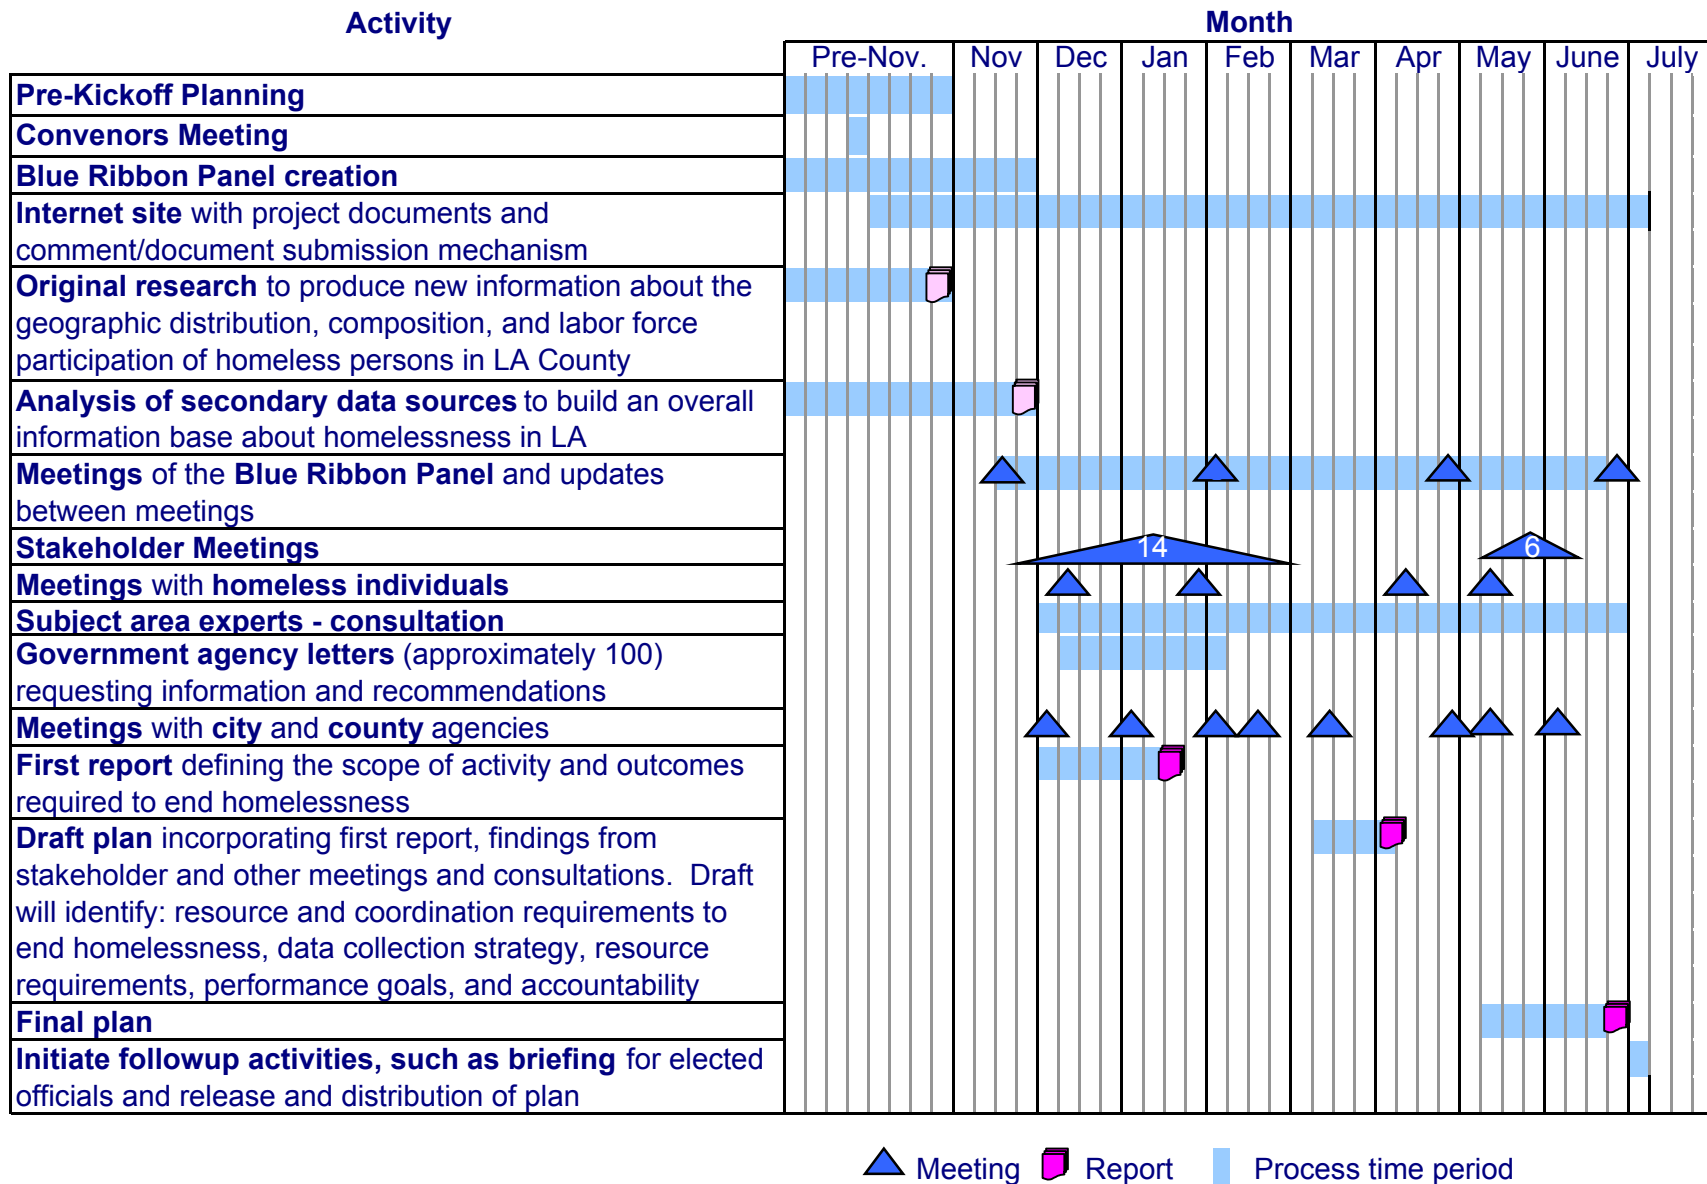 Activity
Month
Pre-Nov. Nov Dec Jan Feb Mar Apr May June July
Pre-Kickoff Planning
Convenors Meeting
Blue Ribbon Panel creation
Internet site with project documents and
comment/document submission mechanism
Original research to produce new information about the
geographic distribution, composition, and labor force
participation of homeless persons in LA County
Analysis of secondary data sources to build an overall
information base about homelessness in LA
Meetings of the Blue Ribbon Panel and updates
between meetings
Stakeholder Meetings 14 6
Meetings with homeless individuals
Subject area experts - consultation
Government agency letters (approximately 100)
requesting information and recommendations
Meetings with city and county agencies
First report defining the scope of activity and outcomes
required to end homelessness
Draft plan incorporating first report, findings from
stakeholder and other meetings and consultations. Draft
will identify: resource and coordination requirements to
end homelessness, data collection strategy, resource
requirements, performance goals, and accountability
Final plan
Initiate followup activities, such as briefing for elected
officials and release and distribution of plan
Meeting Report Process time period